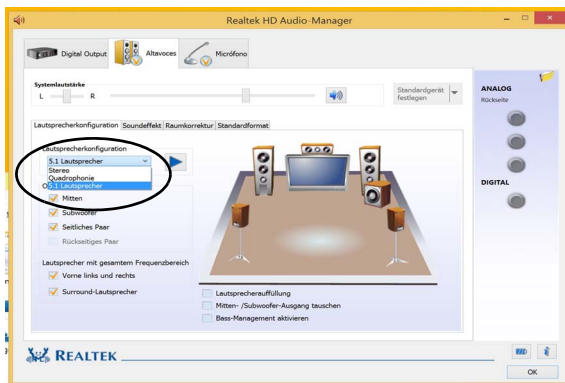 Realtek HD Audio-Manager
Digital Output
Altavoces
Micrófono
Systemlautstärke
L
R
Standardgerät
festlegen
Lautsprecherkonfiguration
Soundeffekt
Raumkorrektur
Standardformat
Lautsprecherkonfiguration
5.1 Lautsprecher
Stereo
Quadrophonie
5.1 Lautsprecher
Mitten
Subwoofer
Seitliches Paar
Rückseitiges Paar
Lautsprecher mit gesamtem Frequenzbereich
Vorne links und rechts
Surround-Lautsprecher
Lautsprecherauffüllung
Mitten- /Subwoofer-Ausgang tauschen
Bass-Management aktivieren
ANALOG
Rückseite
DIGITAL
REALTEK
OK